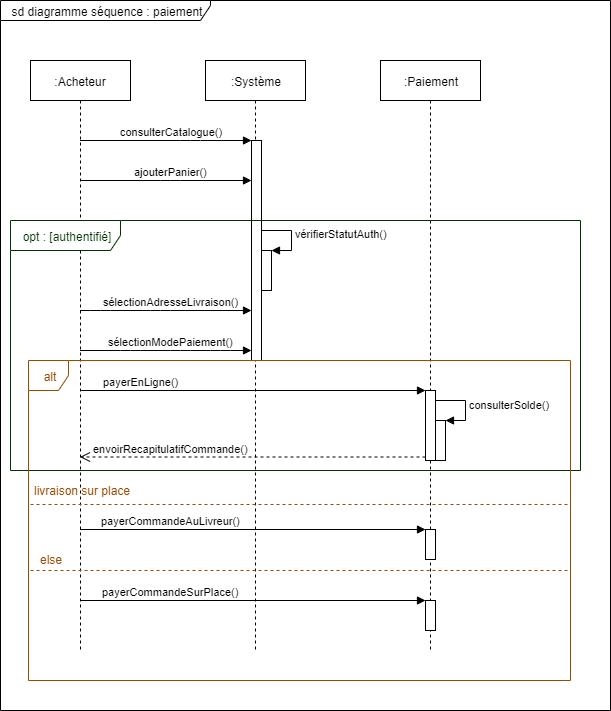 sd diagramme séquence : paiement
:Acheteur
:Système
:Paiement
consulterCatalogue()
ajouterPanier()
opt : [authentifié]
vérifierStatutAuth()
sélectionAdresseLivraison()
sélectionModePaiement()
alt
payerEnLigne()
consulterSolde()
envoirRecapitulatifCommande()
livraison sur place
payerCommandeAuLivreur()
else
payerCommandeSurPlace()